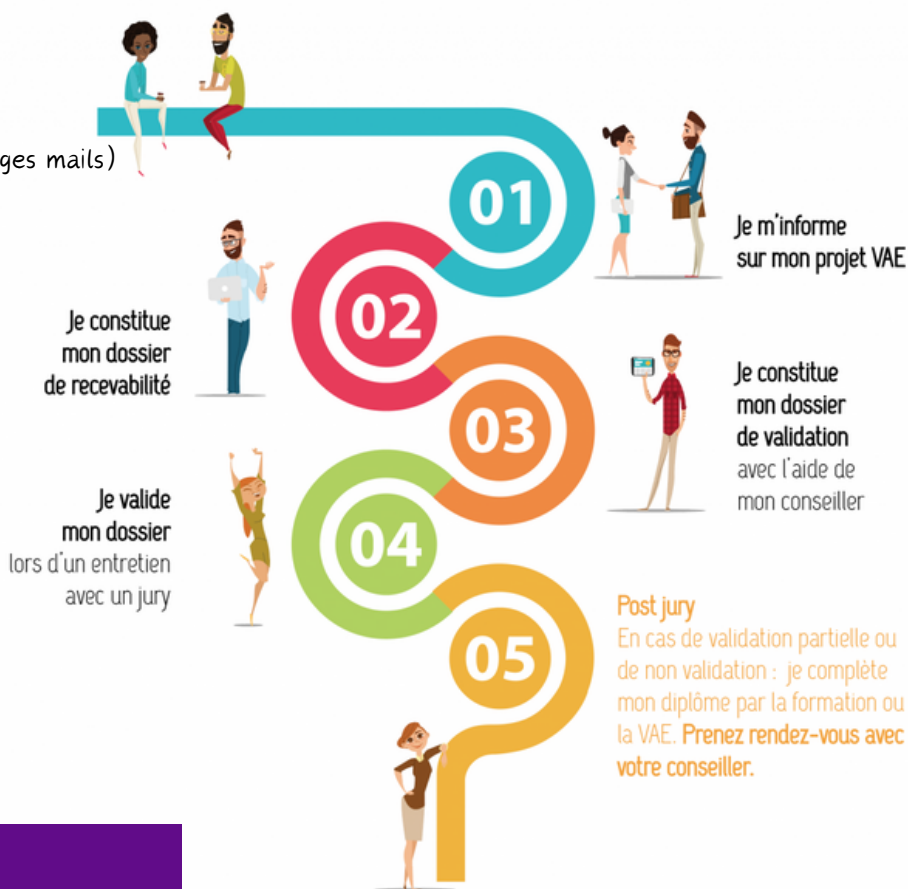 ges mails)
01
Je m'informe
sur mon projet VAE
02
Je constitue
mon dossier
de recevabilité
03
Je constitue
mon dossier
de validation
avec l'aide de
mon conseiller
04
Je valide
mon dossier
lors d'un entretien
avec un jury
05
Post jury
En cas de validation partielle ou
de non validation : je complète
mon diplôme par la formation ou
la VAE. Prenez rendez-vous avec
votre conseiller.